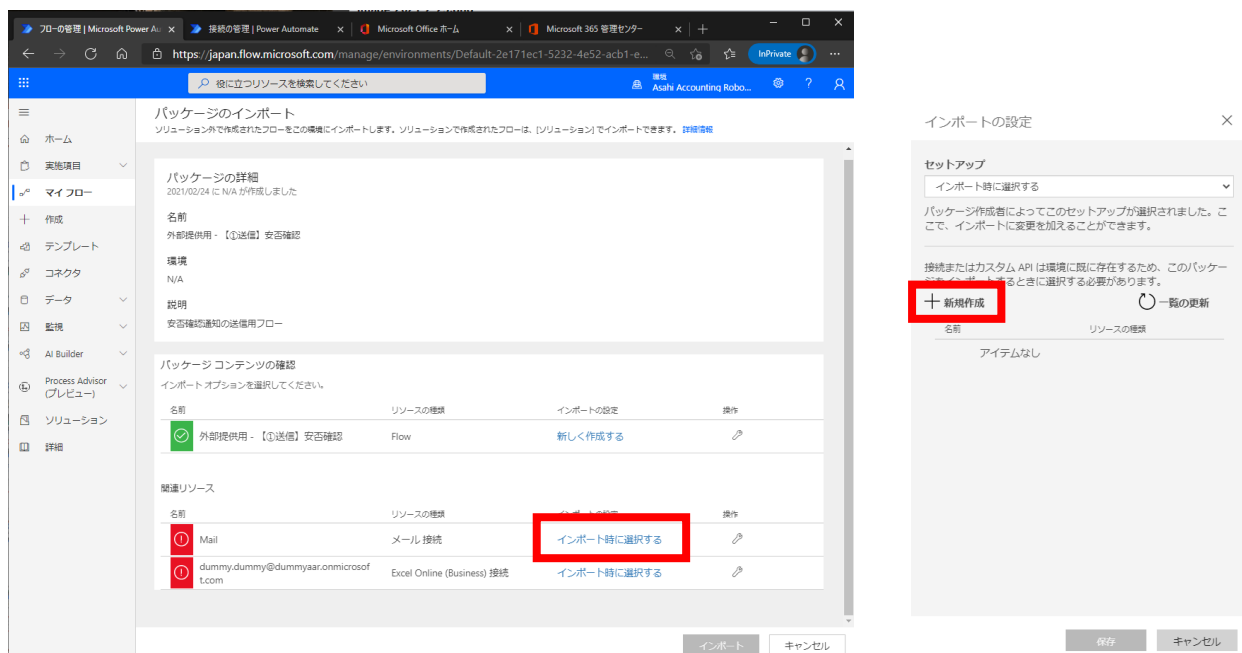 フローの管理 | Microsoft Power Au
接続の管理 | Power Automate
Microsoft Office ホーム
Microsoft 365 管理センター
https://japan.flow.microsoft.com/manage/environments/Default-2e171ec1-5232-4e52-acb1-e...
InPrivate
役に立つリソースを検索してください
環境
Asahi Accounting Robo...
ホーム
実施項目
マイ フロー
作成
テンプレート
コネクタ
データ
監視
AI Builder
Process Advisor
(プレビュー)
ソリューション
詳細
パッケージのインポート
ソリューション外で作成されたフローをこの環境にインポートします。ソリューションで作成されたフローは、[ソリューション] でインポートできます。 詳細情報
パッケージの詳細
2021/02/24 に N/A が作成しました
名前
外部提供用 - 【①送信】安否確認
環境
N/A
説明
安否確認通知の送信用フロー
パッケージ コンテンツの確認
インポート オプションを選択してください。
名前 リソースの種類 インポートの設定 操作
外部提供用 - 【①送信】安否確認 Flow 新しく作成する
関連リソース
名前 リソースの種類 インポートの設定 操作
Mail メール 接続 インポート時に選択する
dummy.dummy@dummyaar.onmicrosof
t.com
Excel Online (Business) 接続 インポート時に選択する
インポート キャンセル
インポートの設定
セットアップ
インポート時に選択する
パッケージ作成者によってこのセットアップが選択されました。こ
こで、インポートに変更を加えることができます。
接続またはカスタム API は環境に既に存在するため、このパッケー
ジをインポートするときに選択する必要があります。
新規作成 一覧の更新
名前 リソースの種類
アイテムなし
保存 キャンセル